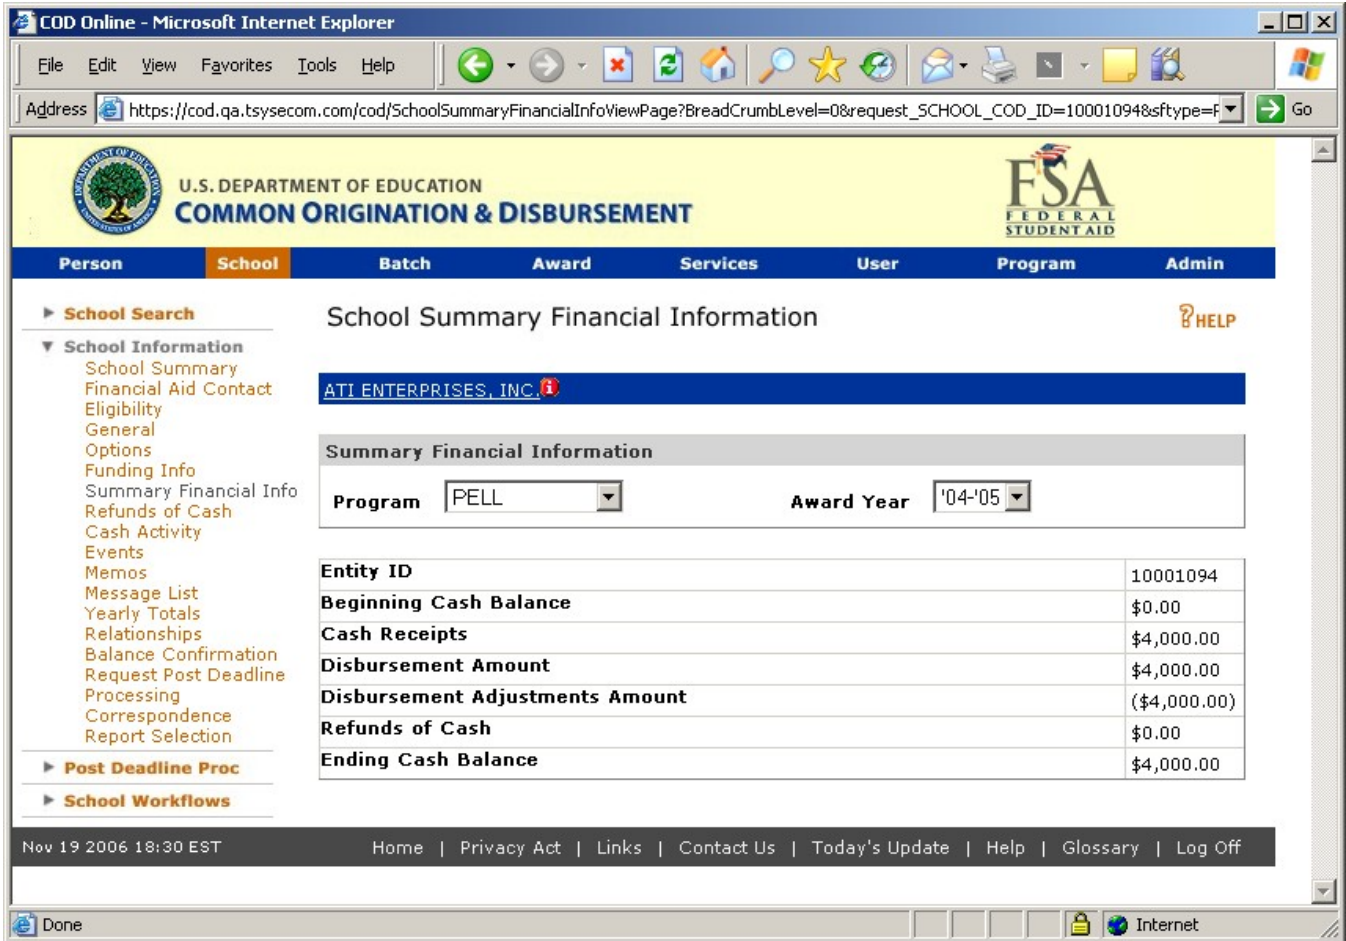 COD Online - Microsoft Internet Explorer
File Edit View Favorites Tools Help
Address https://cod.qa.tsysecom.com/cod/SchoolSummaryFinancialInfoViewPage?BreadCrumbLevel=0&request_SCHOOL_COD_ID=10001094&sftype=F Go
U.S. DEPARTMENT OF EDUCATION
COMMON ORIGINATION & DISBURSEMENT
FSA
FEDERAL
STUDENT AID
Person School Batch Award Services User Program Admin
School Search
School Information
School Summary
Financial Aid Contact
Eligibility
General
Options
Funding Info
Summary Financial Info
Refunds of Cash
Cash Activity
Events
Memos
Message List
Yearly Totals
Relationships
Balance Confirmation
Request Post Deadline
Processing
Correspondence
Report Selection
Post Deadline Proc
School Workflows
School Summary Financial Information
? HELP
ATI ENTERPRISES, INC.
Summary Financial Information
Program PELL Award Year '04-'05
Entity ID 10001094
Beginning Cash Balance $0.00
Cash Receipts $4,000.00
Disbursement Amount $4,000.00
Disbursement Adjustments Amount ($4,000.00)
Refunds of Cash $0.00
Ending Cash Balance $4,000.00
Nov 19 2006 18:30 EST Home | Privacy Act | Links | Contact Us | Today's Update | Help | Glossary | Log Off
Done Internet